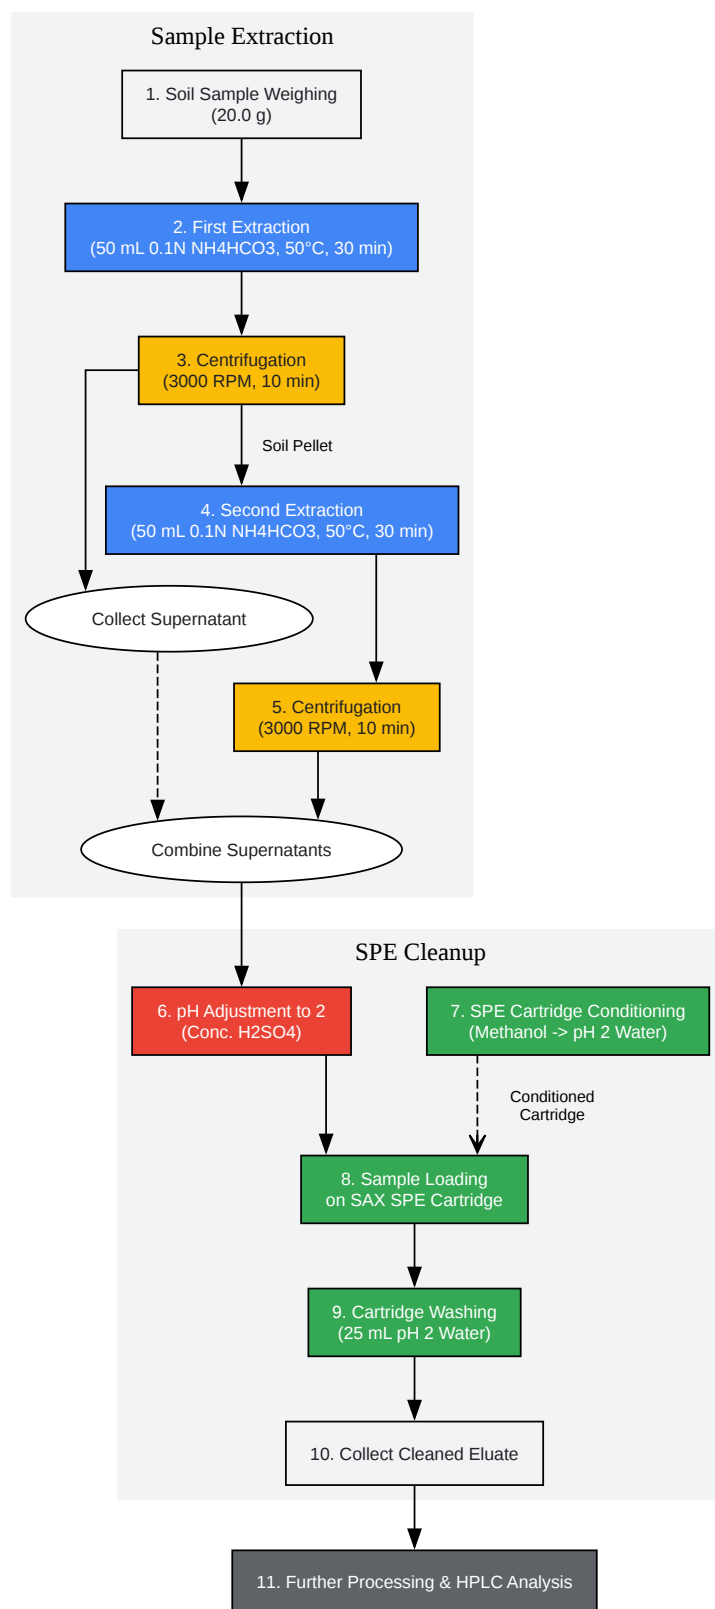 Sample Extraction
1. Soil Sample Weighing
(20.0 g)
2. First Extraction
(50 mL 0.1N NH4HCO3, 50°C, 30 min)
3. Centrifugation
(3000 RPM, 10 min)
Soil Pellet
4. Second Extraction
(50 mL 0.1N NH4HCO3, 50°C, 30 min)
Collect Supernatant
5. Centrifugation
(3000 RPM, 10 min)
Combine Supernatants
SPE Cleanup
6. pH Adjustment to 2
(Conc. H2SO4)
7. SPE Cartridge Conditioning
(Methanol -> pH 2 Water)
Conditioned
Cartridge
8. Sample Loading
on SAX SPE Cartridge
9. Cartridge Washing
(25 mL pH 2 Water)
10. Collect Cleaned Eluate
11. Further Processing & HPLC Analysis